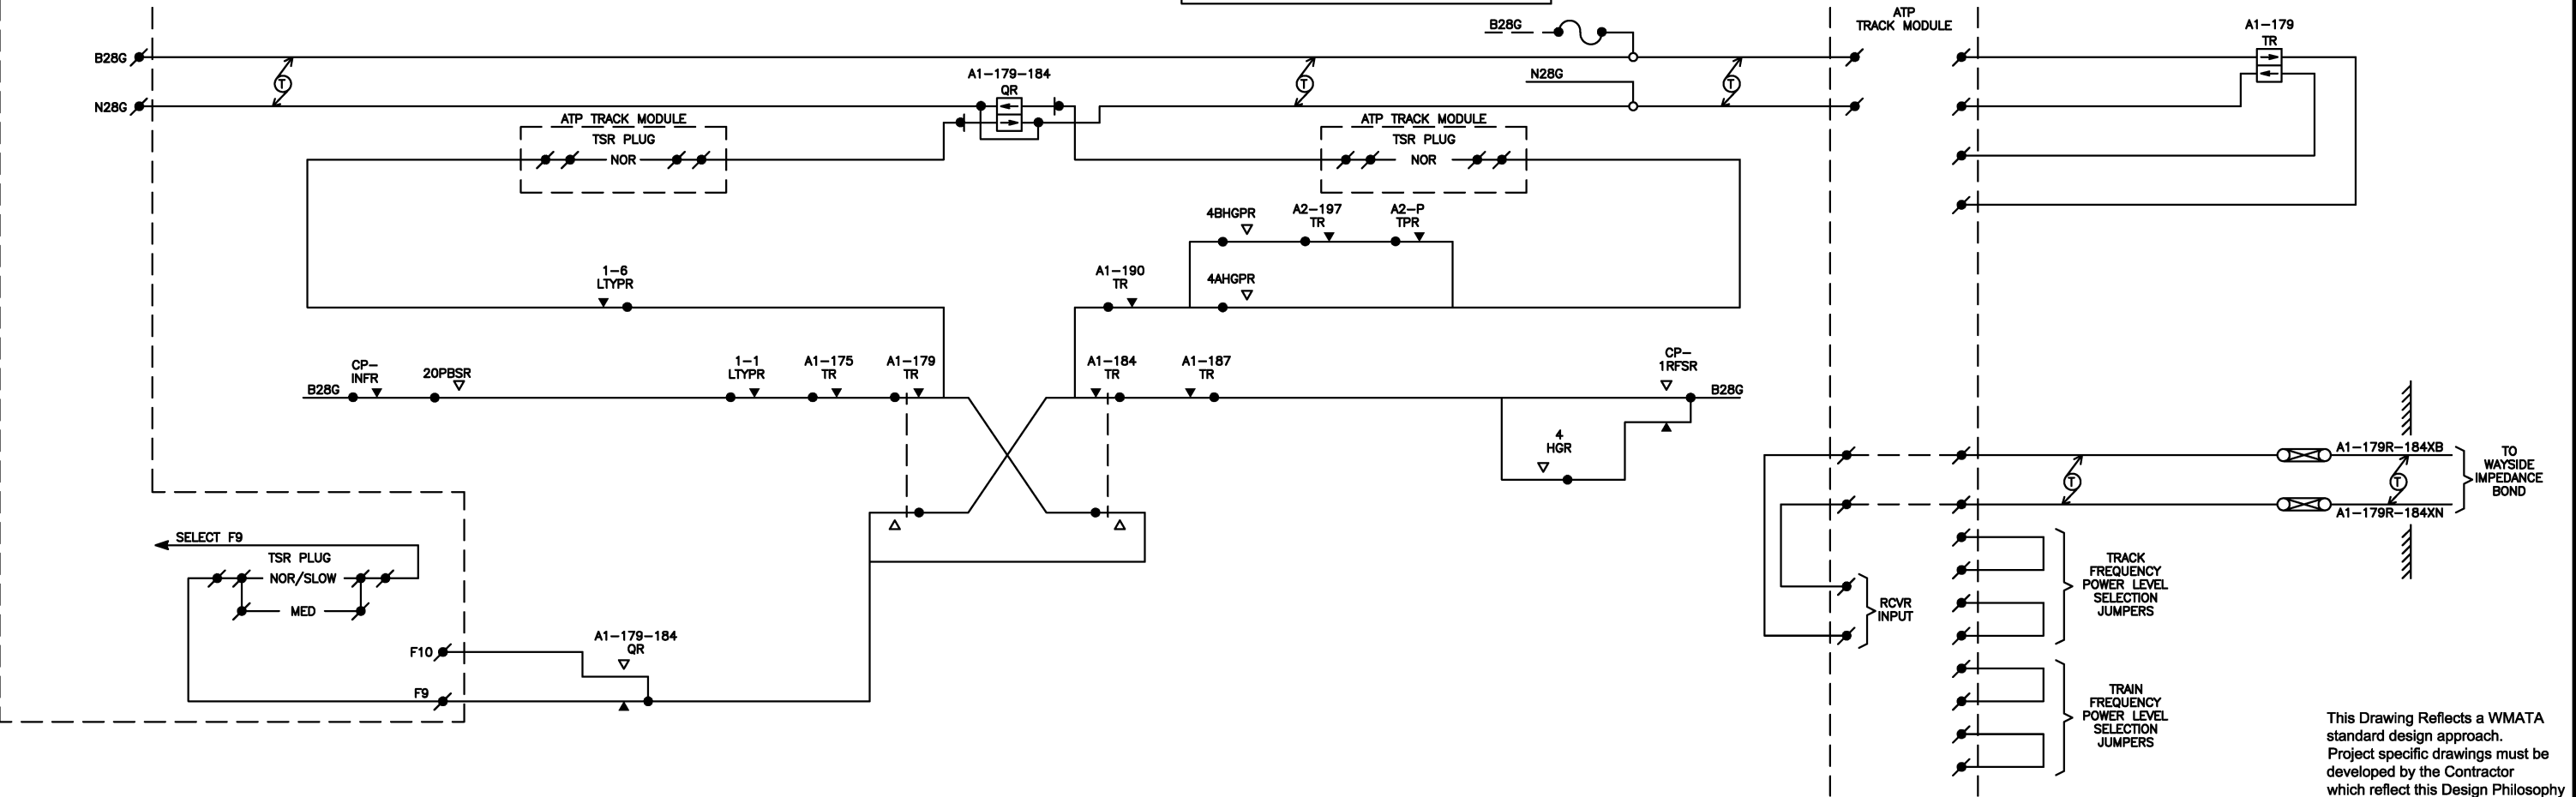 B28G
ATP
TRACK MODULE
A1-179
TR
B28G
N28G
A1-179-184
QR
N28G
ATP TRACK MODULE
TSR PLUG
NOR
ATP TRACK MODULE
TSR PLUG
NOR
4BHGPR
A2-197
TR
A2-P
TPR
1-6
LTYPR
A1-190
TR
4AHGPR
CP-
INFR
20PBSR
1-1
LTYPR
A1-175
TR
A1-179
TR
A1-184
TR
A1-187
TR
CP-
1RFSR
B28G
B28G
4
HGR
A1-179R-184XB
A1-179R-184XN
TO
WAYSIDE
IMPEDANCE
BOND
T
T
T
T
T
SELECT F9
TSR PLUG
NOR/SLOW
MED
F10
F9
A1-179-184
QR
RCVR
INPUT
TRACK
FREQUENCY
POWER LEVEL
SELECTION
JUMPERS
TRAIN
FREQUENCY
POWER LEVEL
SELECTION
JUMPERS
This Drawing Reflects a WMATA
standard design approach.
Project specific drawings must be
developed by the Contractor
which reflect this Design Philosophy